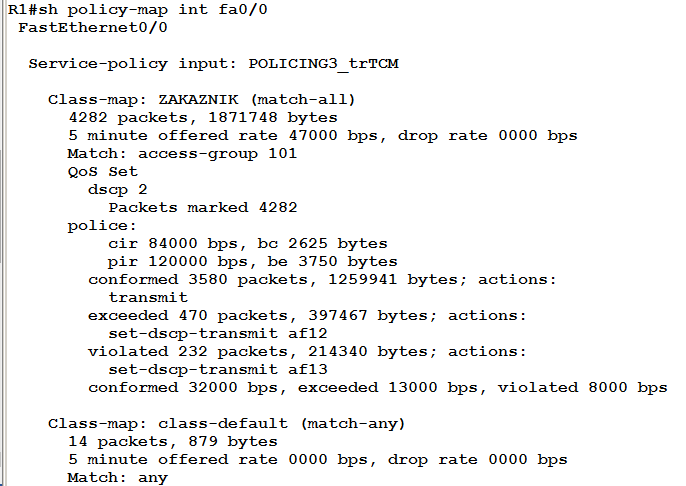 R1#sh policy-map int fa0/0
FastEthernet0/0
Service-policy input: POLICING3_trTCM
Class-map: ZAKAZNIK (match-all)
4282 packets, 1871748 bytes
5 minute offered rate 47000 bps, drop rate 0000 bps
Match: access-group 101
QoS Set
dscp 2
Packets marked 4282
police:
cir 84000 bps, bc 2625 bytes
pir 120000 bps, be 3750 bytes
conformed 3580 packets, 1259941 bytes; actions:
transmit
exceeded 470 packets, 397467 bytes; actions:
set-dscp-transmit af12
violated 232 packets, 214340 bytes; actions:
set-dscp-transmit af13
conformed 32000 bps, exceeded 13000 bps, violated 8000 bps
Class-map: class-default (match-any)
14 packets, 879 bytes
5 minute offered rate 0000 bps, drop rate 0000 bps
Match: any